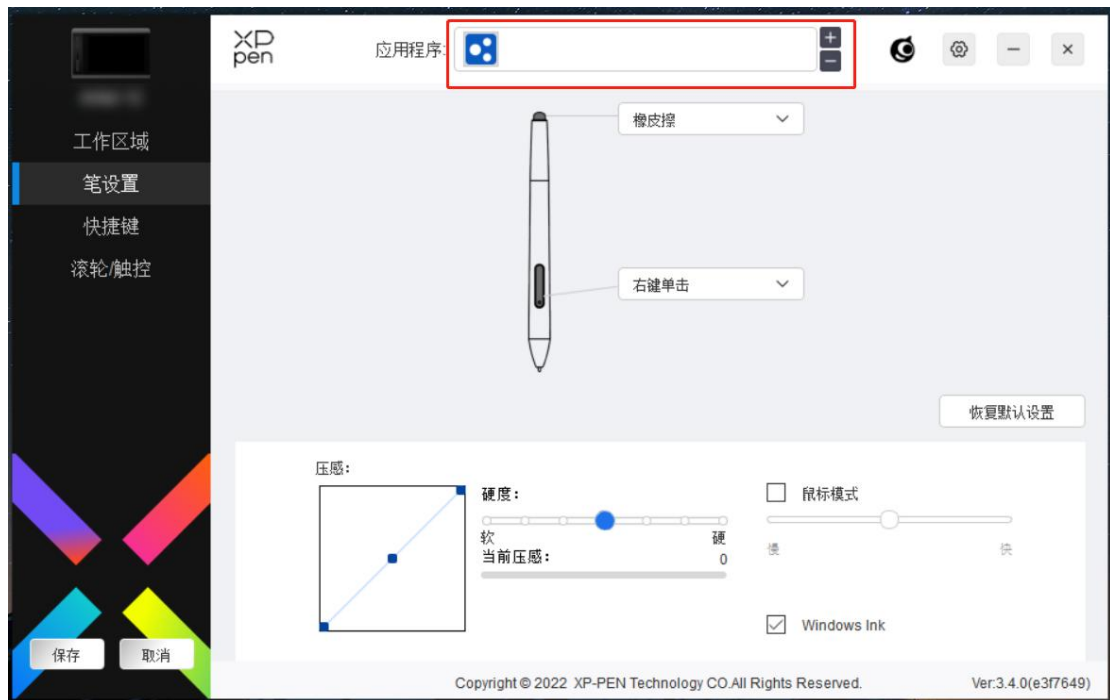 XP
pen
应用程序:
工作区域
笔设置
快捷键
滚轮/触控
橡皮擦
右键单击
恢复默认设置
压感:
硬度:
软 硬
当前压感: 0
鼠标模式
慢 快
Windows Ink
保存 取消
Copyright © 2022 XP-PEN Technology CO.All Rights Reserved.
Ver:3.4.0(e3f7649)